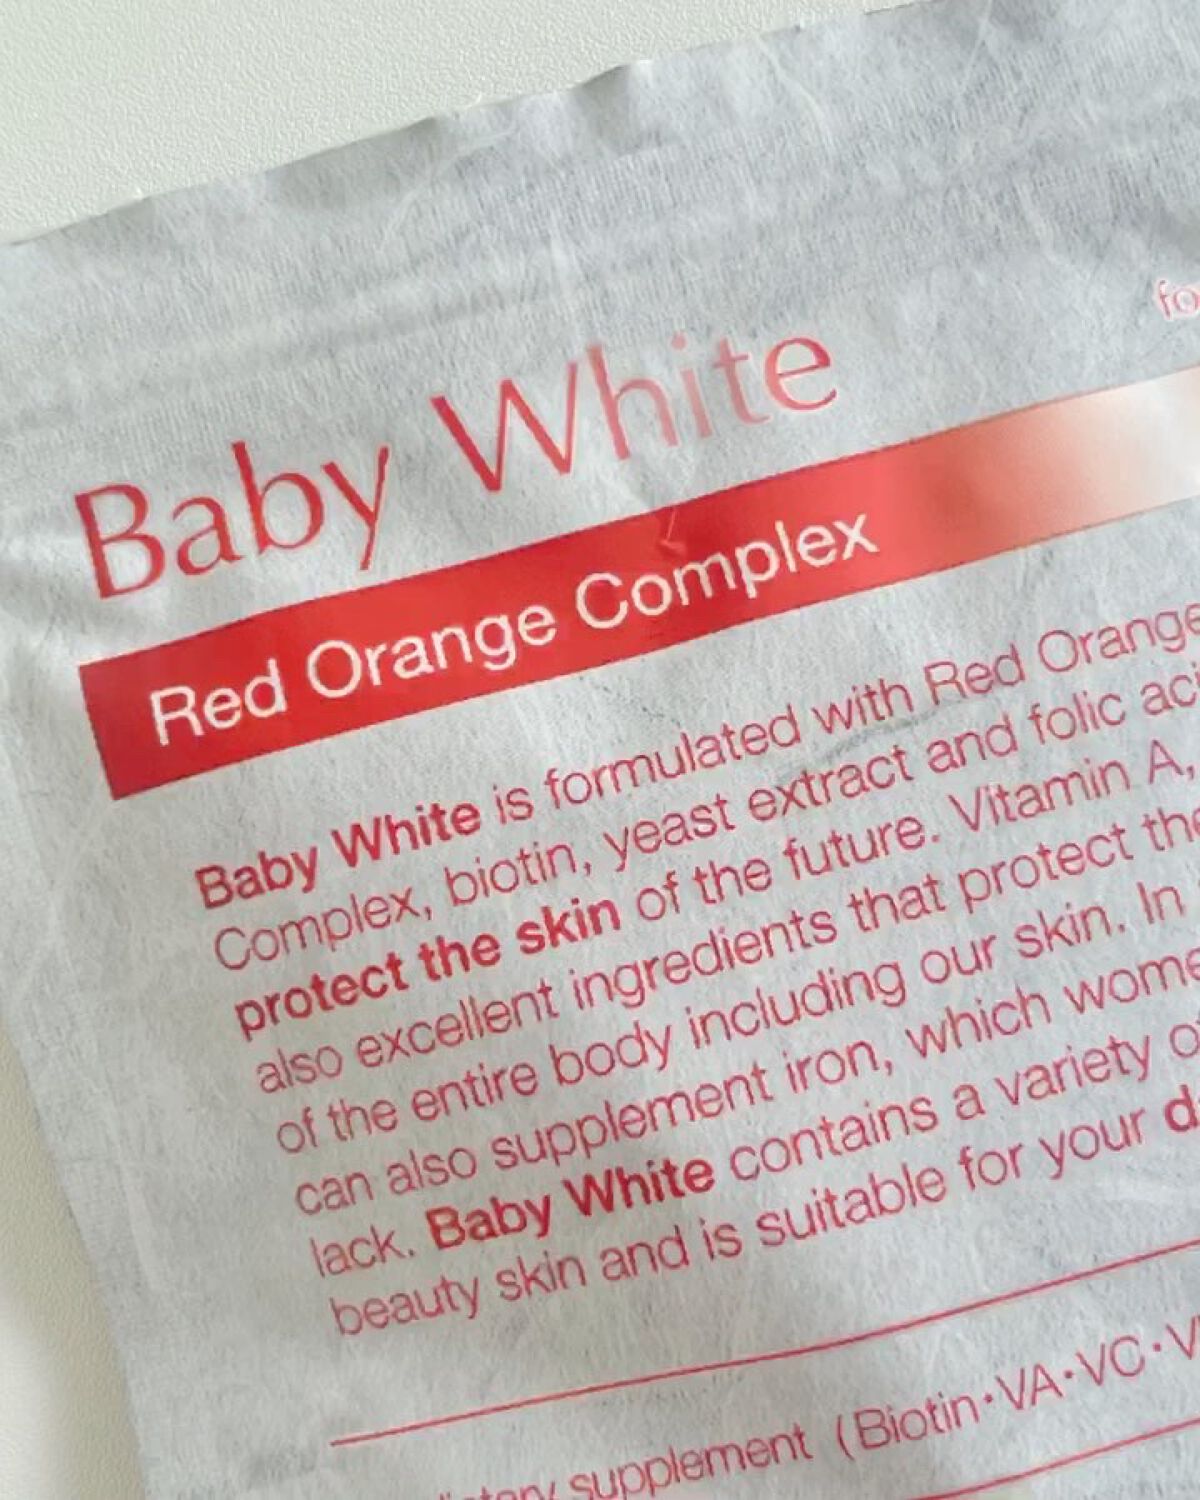 Baby White
fo
Red Orange Complex
Baby White is formulated with Red Orange
Complex, biotin, yeast extract and folic aci
protect the skin of the future. Vitamin A,
also excellent ingredients that protect the
of the entire body including our skin. In
can also supplement iron, which wome
lack. Baby White contains a variety o
beauty skin and is suitable for your da
supplement (Biotin・VA・VC・V